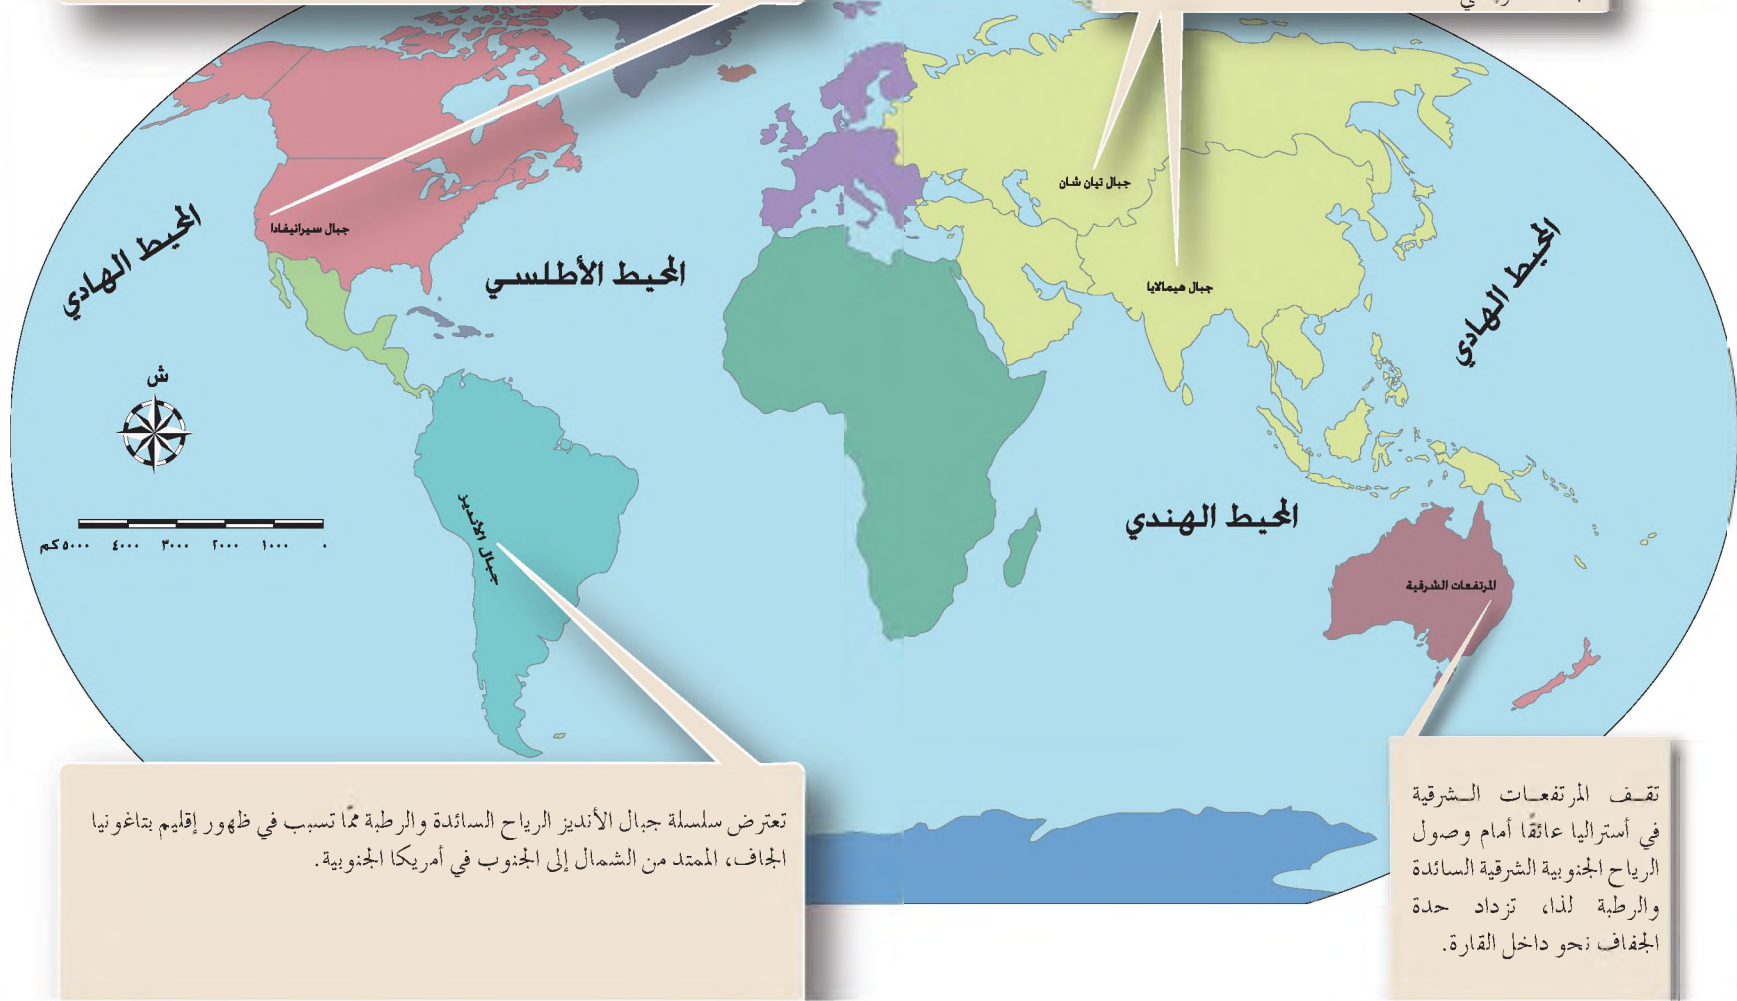 جبال تيان شان
جبال سيرانيفادا
المحيط الهادي
المحيط الأطلسي
جبال هيمالايا
المحيط الهادي
ش
المحيط الهندي
جبال الأنديز
٥٠٠٠ كم ٤٠٠٠ ٣٠٠٠ ٢٠٠٠ ١٠٠٠ ٠
المرتفعات الشرقية
تعترض سلسلة جبال الأنديز الرياح السائدة والرطبة ممّا تسبب في ظهور إقليم بتاغونيا
الجاف، الممتد من الشمال إلى الجنوب في أمريكا الجنوبية.
تقف المرتفعات الشرقية
في أستراليا عائقًا أمام وصول
الرياح الجنوبية الشرقية السائدة
والرطبة لذا، تزداد حدة
الجفاف نحو داخل القارة.